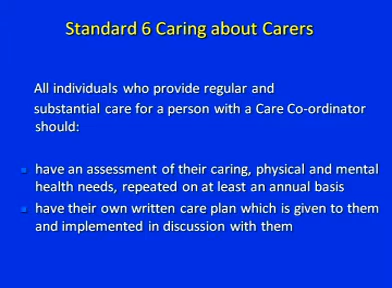 Standard 6 Caring about Carers
All individuals who provide regular and
substantial care for a person with a Care Co-ordinator
should:
have an assessment of their caring, physical and mental
health needs, repeated on at least an annual basis
have their own written care plan which is given to them
and implemented in discussion with them